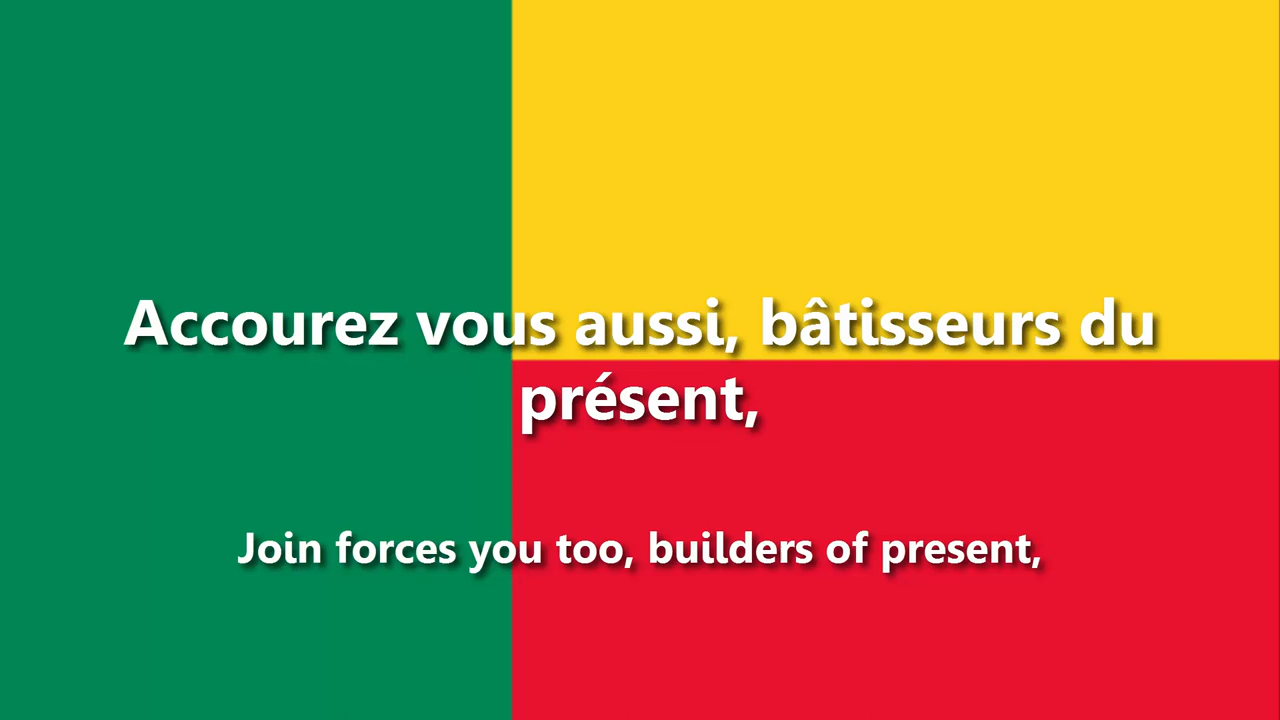 Accourez vous aussi, bâtisseurs du
présent,
Join forces you too, builders of present,